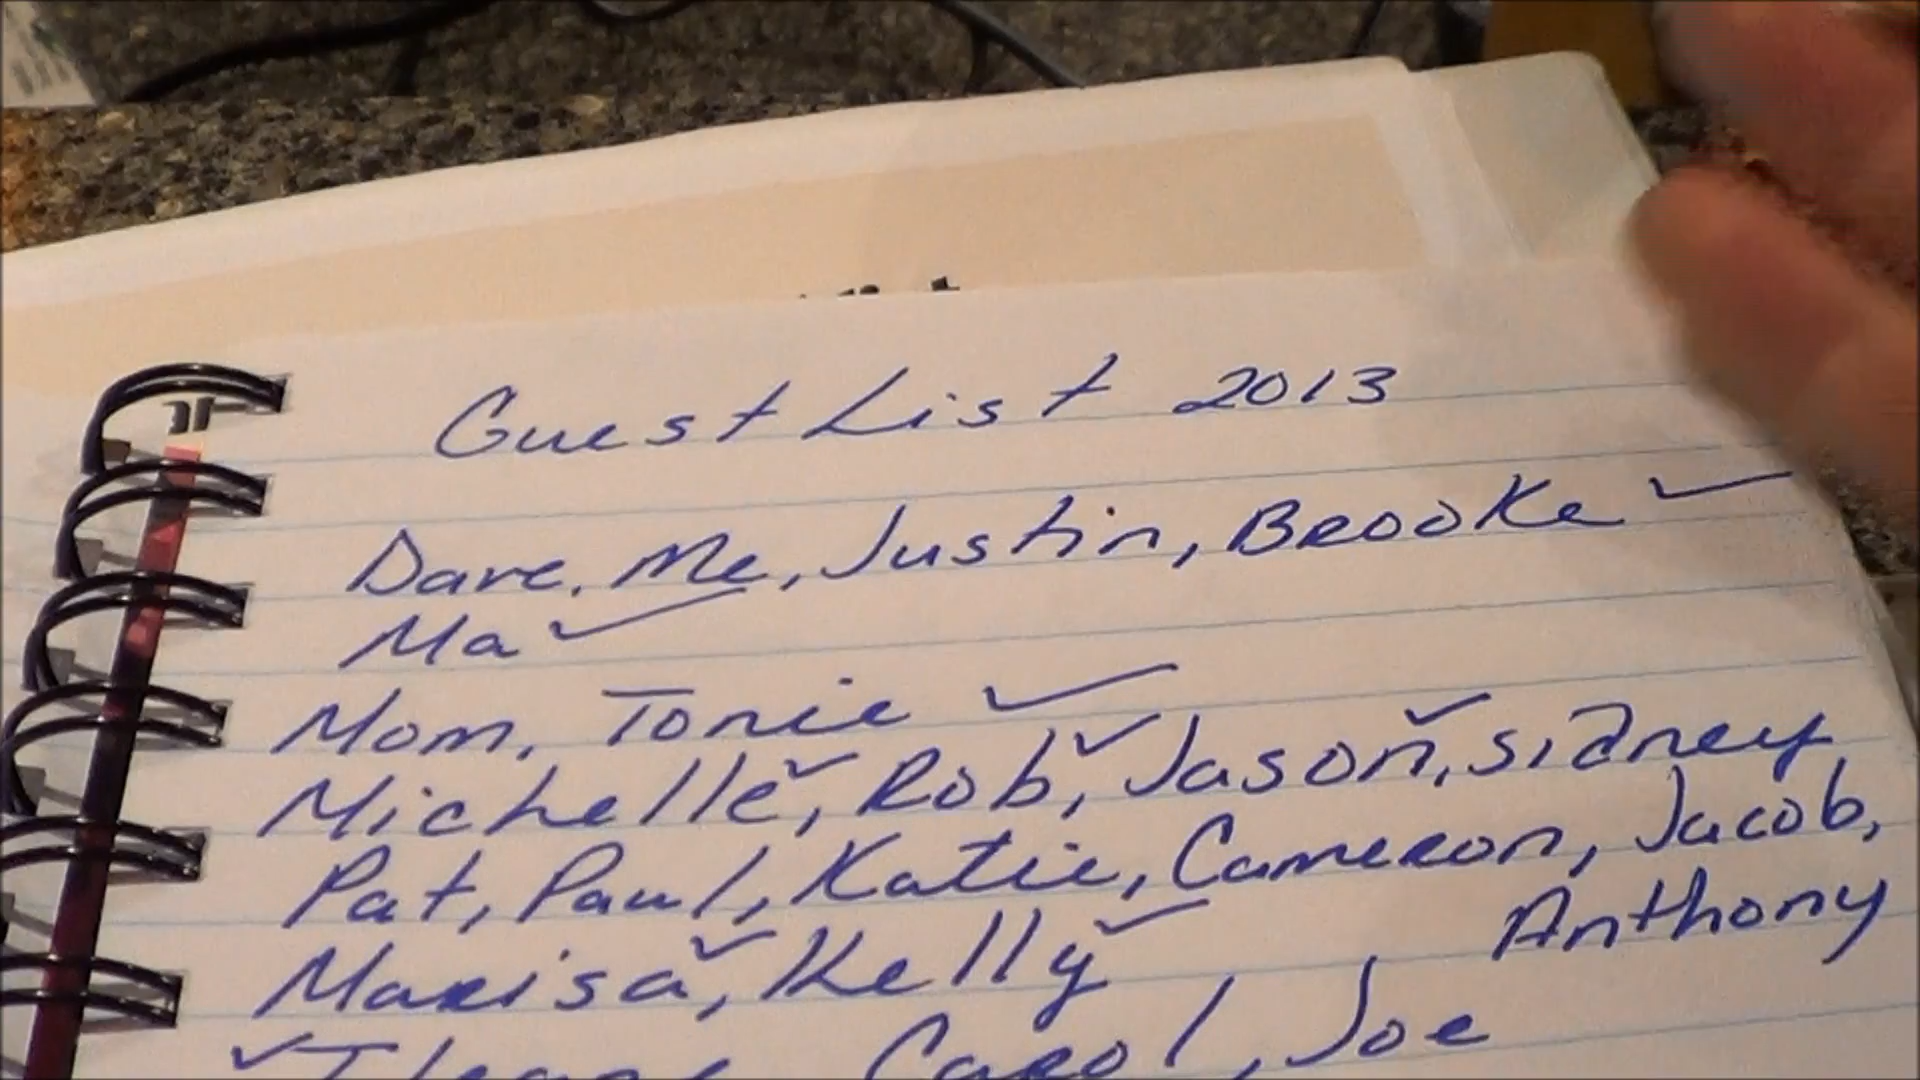 Guest List 2013
Dave, Me, Justin, Brooke ✓
Ma ✓
Mom, Tonie ✓
Michelle ✓, Rob ✓, Jason ✓, Sidney
Pat, Paul, Katie, Cameron, Jacob,
Anthony
Marisa ✓, Kelly ✓
Carol, Joe